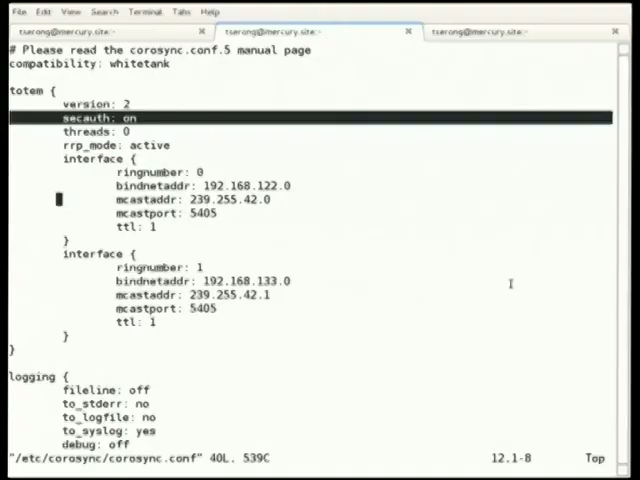 File Edit View Search Terminal Tabs Help
tserong@mercury.site:~ × tserong@mercury.site:~ × tserong@mercury.site:~ ×
# Please read the corosync.conf.5 manual page
compatibility: whitetank
totem {
version: 2
secauth: on
threads: 0
rrp_mode: active
interface {
ringnumber: 0
bindnetaddr: 192.168.122.0
mcastaddr: 239.255.42.0
mcastport: 5405
ttl: 1
}
interface {
ringnumber: 1
bindnetaddr: 192.168.133.0
mcastaddr: 239.255.42.1
mcastport: 5405
ttl: 1
}
}
logging {
fileline: off
to_stderr: no
to_logfile: no
to_syslog: yes
debug: off
"/etc/corosync/corosync.conf" 40L, 539C 12,1-8 Top